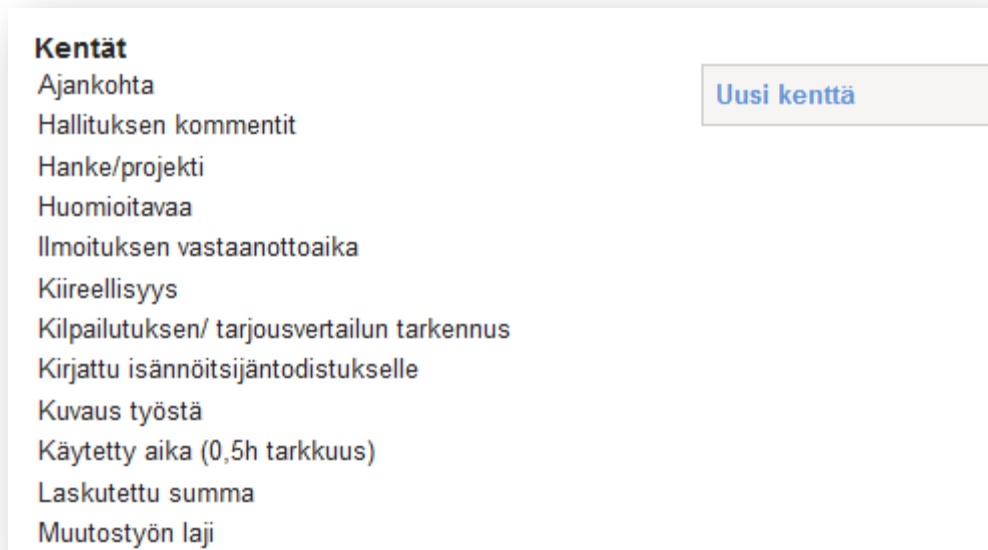 Kentät
Ajankohta
Uusi kenttä
Hallituksen kommentit
Hanke/projekti
Huomioitavaa
Ilmoituksen vastaanottoaika
Kiireellisyys
Kilpailutuksen/ tarjousvertailun tarkennus
Kirjattu isännöitsijäntodistukselle
Kuvaus työstä
Käytetty aika (0,5h tarkkuus)
Laskutettu summa
Muutostyön laji